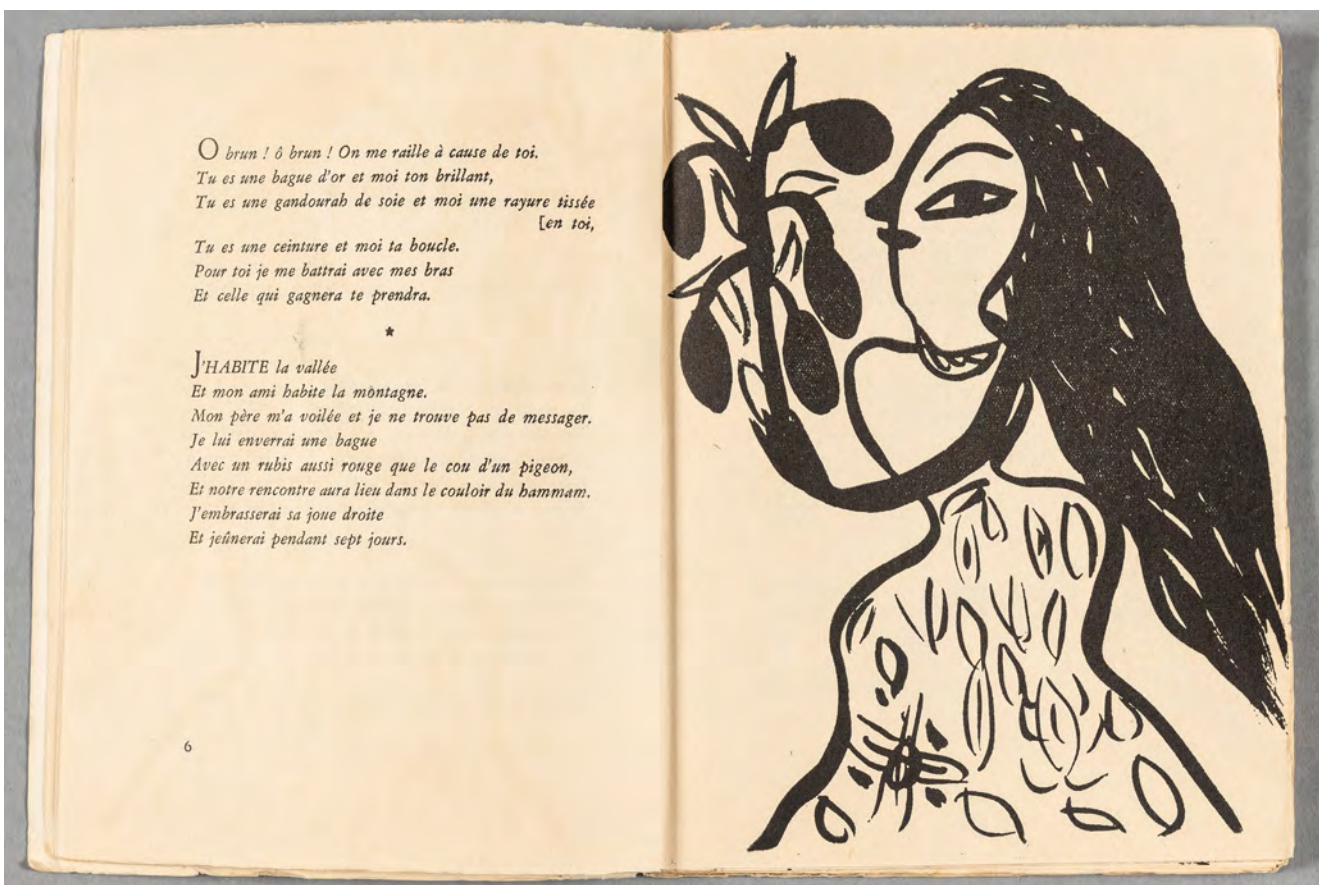 O brun ! ô brun ! On me raille à cause de toi.
Tu es une bague d'or et moi ton brillant,
Tu es une gandourah de soie et moi une rayure tissée
[en toi,
Tu es une ceinture et moi ta boucle.
Pour toi je me battrai avec mes bras
Et celle qui gagnera te prendra.
*
J'HABITE la vallée
Et mon ami habite la montagne.
Mon père m'a voilée et je ne trouve pas de messager.
Je lui enverrai une bague
Avec un rubis aussi rouge que le cou d'un pigeon,
Et notre rencontre aura lieu dans le couloir du hammam.
J'embrasserai sa joue droite
Et jeûnerai pendant sept jours.
6